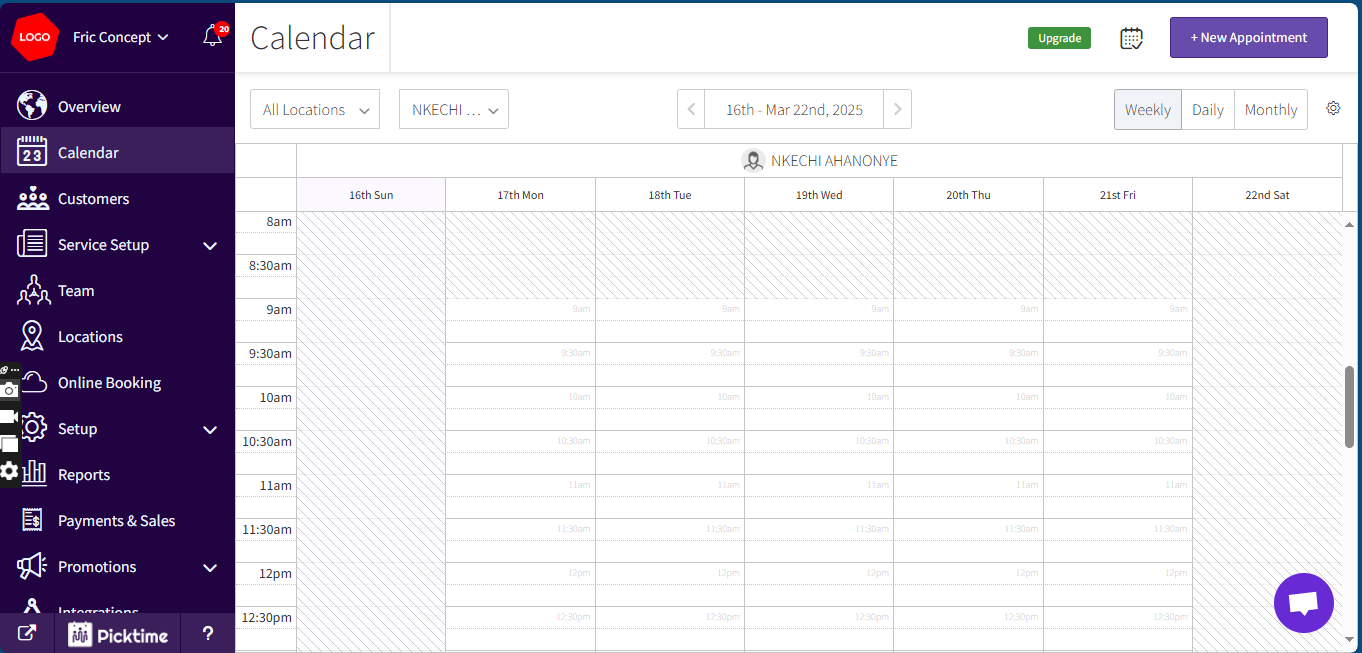 LOGO
Fric Concept
20
Calendar
Upgrade
+ New Appointment
Overview
Calendar
23
Customers
Service Setup
Team
Locations
Online Booking
Setup
Reports
Payments & Sales
Promotions
Integrations
Picktime
?
All Locations
NKECHI ...
16th - Mar 22nd, 2025
Weekly
Daily
Monthly
NKECHI AHANONYE
16th Sun 17th Mon 18th Tue 19th Wed 20th Thu 21st Fri 22nd Sat
8am
8:30am
9am 9am 9am 9am 9am 9am
9:30am 9:30am 9:30am 9:30am 9:30am 9:30am
10am 10am 10am 10am 10am 10am
10:30am 10:30am 10:30am 10:30am 10:30am 10:30am
11am 11am 11am 11am 11am 11am
11:30am 11:30am 11:30am 11:30am 11:30am 11:30am
12pm 12pm 12pm 12pm 12pm 12pm
12:30pm 12:30pm 12:30pm 12:30pm 12:30pm 12:30pm